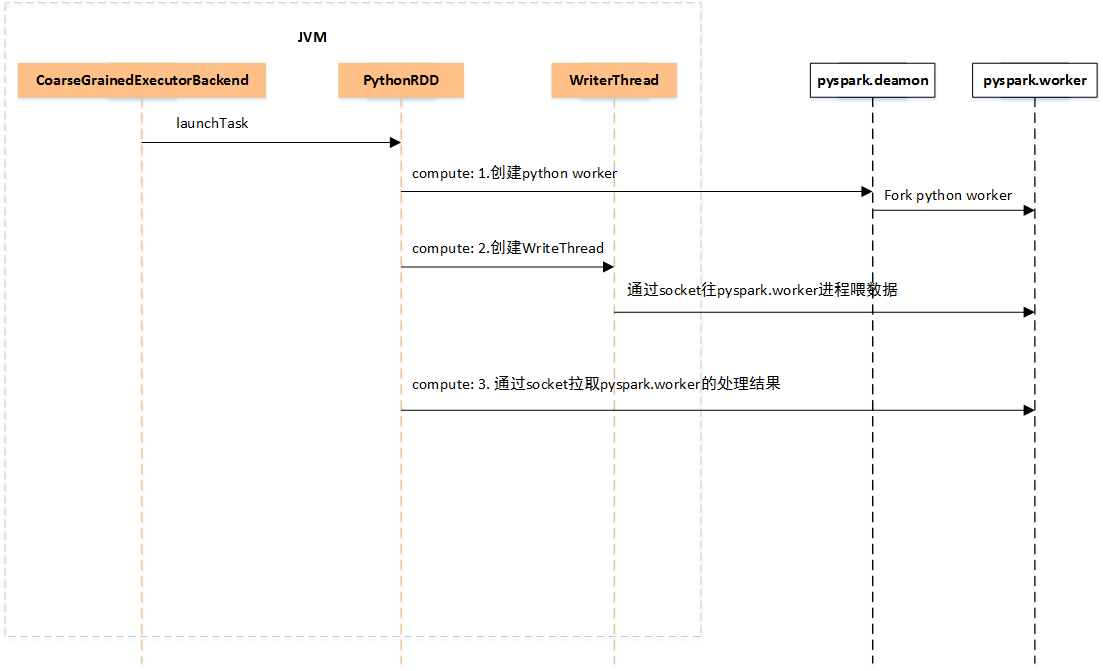 JVM
CoarseGrainedExecutorBackend
PythonRDD
WriterThread
pyspark.deamon
pyspark.worker
launchTask
compute: 1.创建python worker
Fork python worker
compute: 2.创建WriteThread
通过socket往pyspark.worker进程喂数据
compute: 3. 通过socket拉取pyspark.worker的处理结果